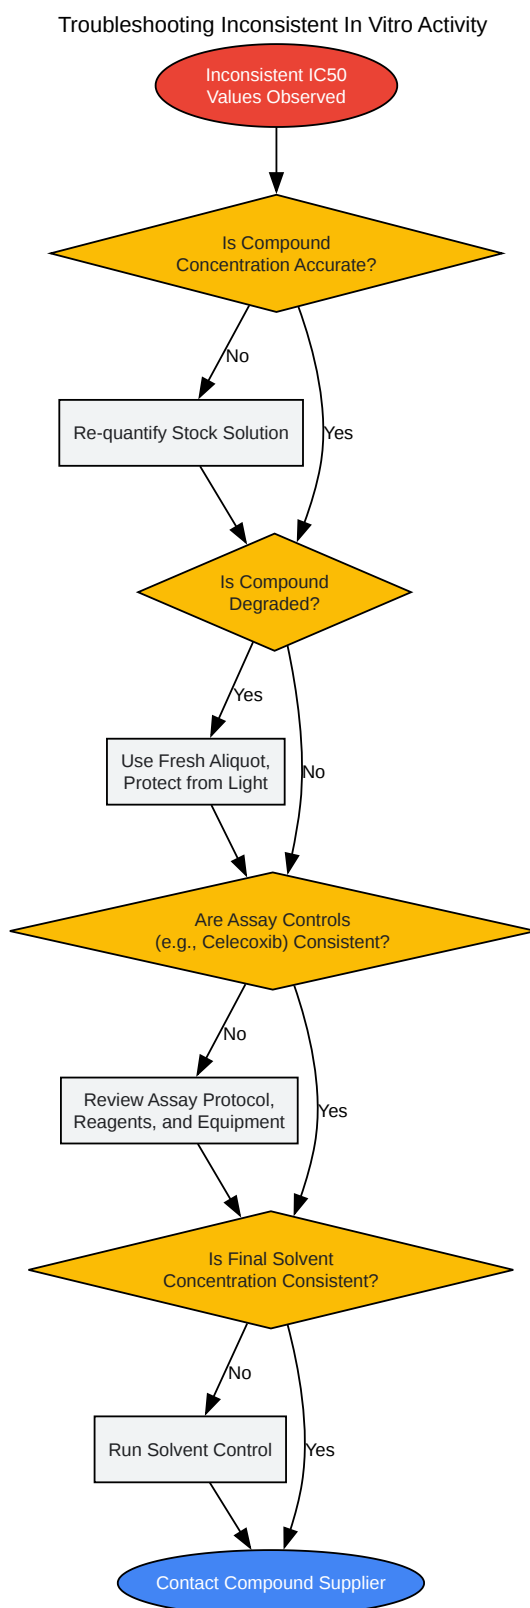 Troubleshooting Inconsistent In Vitro Activity
Inconsistent IC50
Values Observed
Is Compound
Concentration Accurate?
No
Re-quantify Stock Solution
Yes
Is Compound
Degraded?
Yes
Use Fresh Aliquot,
Protect from Light
No
Are Assay Controls
(e.g., Celecoxib) Consistent?
No
Review Assay Protocol,
Reagents, and Equipment
Yes
Is Final Solvent
Concentration Consistent?
No
Run Solvent Control
Yes
Contact Compound Supplier